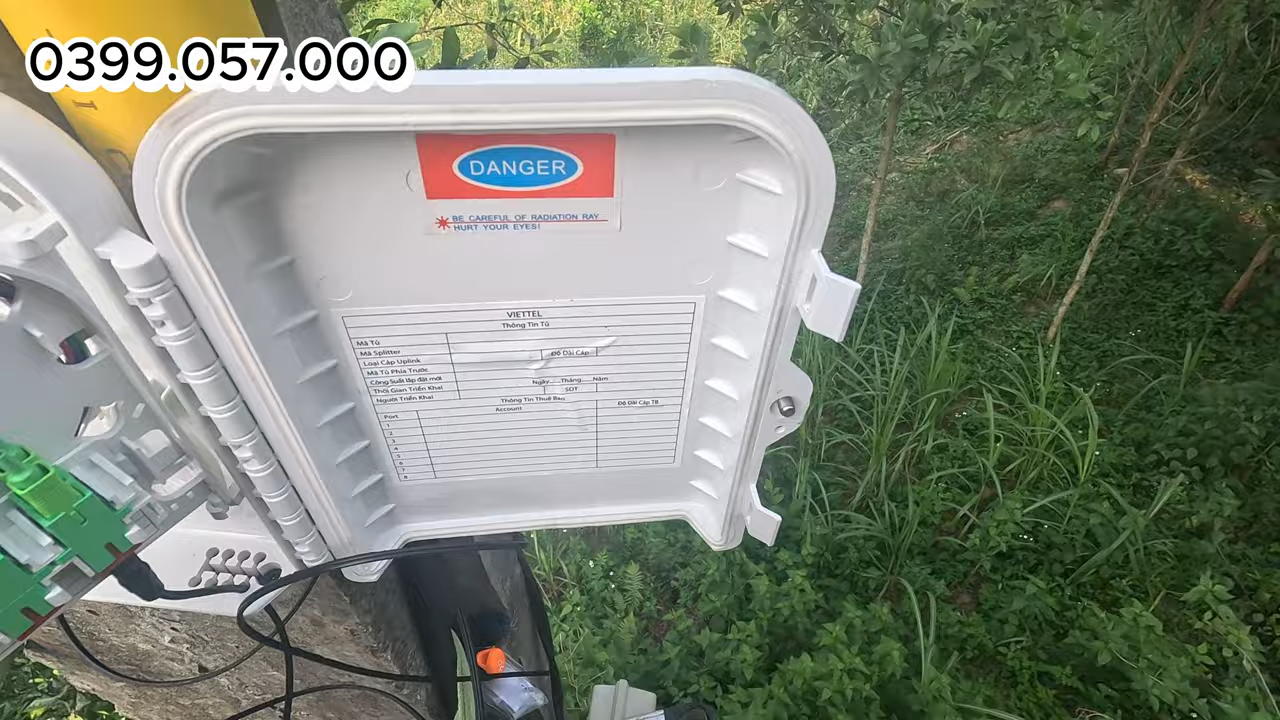 0399.057.000
DANGER
BE CAREFUL OF RADIATION RAY
HURT YOUR EYES!
VIETTEL
Thông Tin Tủ
Mã Tủ
Mã Splitter
Độ Dài Cáp
Loại Cáp Uplink
Mã Tủ Phía Trước
Công Suất lắp đặt mới
Ngày.....Tháng......Năm
Thời Gian Triển Khai
SDT
Người Triển Khai
Thông Tin Thuê Bao
Port
Account
Độ Dài Cáp TB
1
2
3
4
5
6
7
8